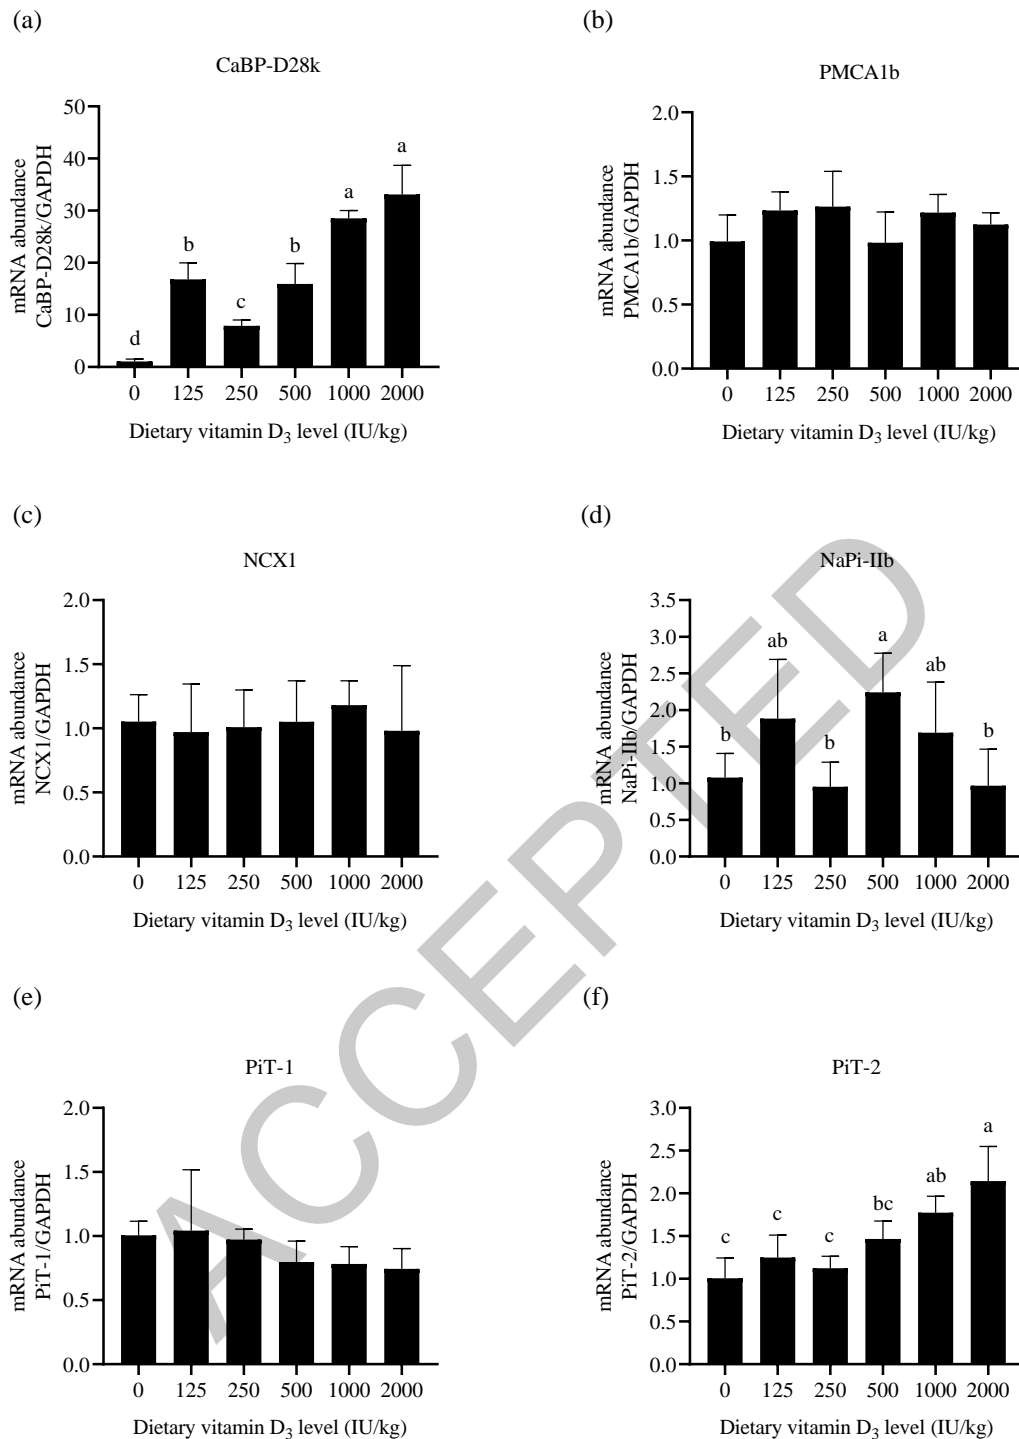 (a)
CaBP-D28k
mRNA abundance
CaBP-D28k/GAPDH
50
40
30
20
10
0
d
b
c
b
a
a
0 125 250 500 1000 2000
Dietary vitamin D3 level (IU/kg)
(b)
PMCA1b
mRNA abundance
PMCA1b/GAPDH
2.0
1.5
1.0
0.5
0.0
0 125 250 500 1000 2000
Dietary vitamin D3 level (IU/kg)
(c)
NCX1
mRNA abundance
NCX1/GAPDH
2.0
1.5
1.0
0.5
0.0
0 125 250 500 1000 2000
Dietary vitamin D3 level (IU/kg)
(d)
NaPi-IIb
mRNA abundance
NaPi-IIb/GAPDH
3.5
3.0
2.5
2.0
1.5
1.0
0.5
0.0
b
ab
b
a
ab
b
0 125 250 500 1000 2000
Dietary vitamin D3 level (IU/kg)
(e)
PiT-1
mRNA abundance
PiT-1/GAPDH
2.0
1.5
1.0
0.5
0.0
0 125 250 500 1000 2000
Dietary vitamin D3 level (IU/kg)
(f)
PiT-2
mRNA abundance
PiT-2/GAPDH
3.0
2.5
2.0
1.5
1.0
0.5
0.0
c
c
c
bc
ab
a
0 125 250 500 1000 2000
Dietary vitamin D3 level (IU/kg)
ACCEPTED